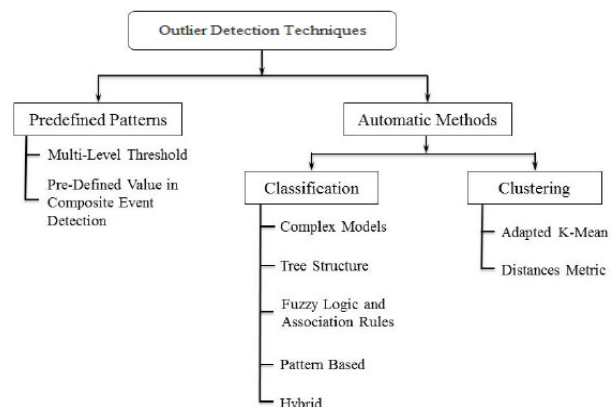 Outlier Detection Techniques
Predefined Patterns
Multi-Level Threshold
Pre-Defined Value in
Composite Event
Detection
Automatic Methods
Classification
Complex Models
Tree Structure
Fuzzy Logic and
Association Rules
Pattern Based
Hybrid
Clustering
Adapted K-Mean
Distances Metric